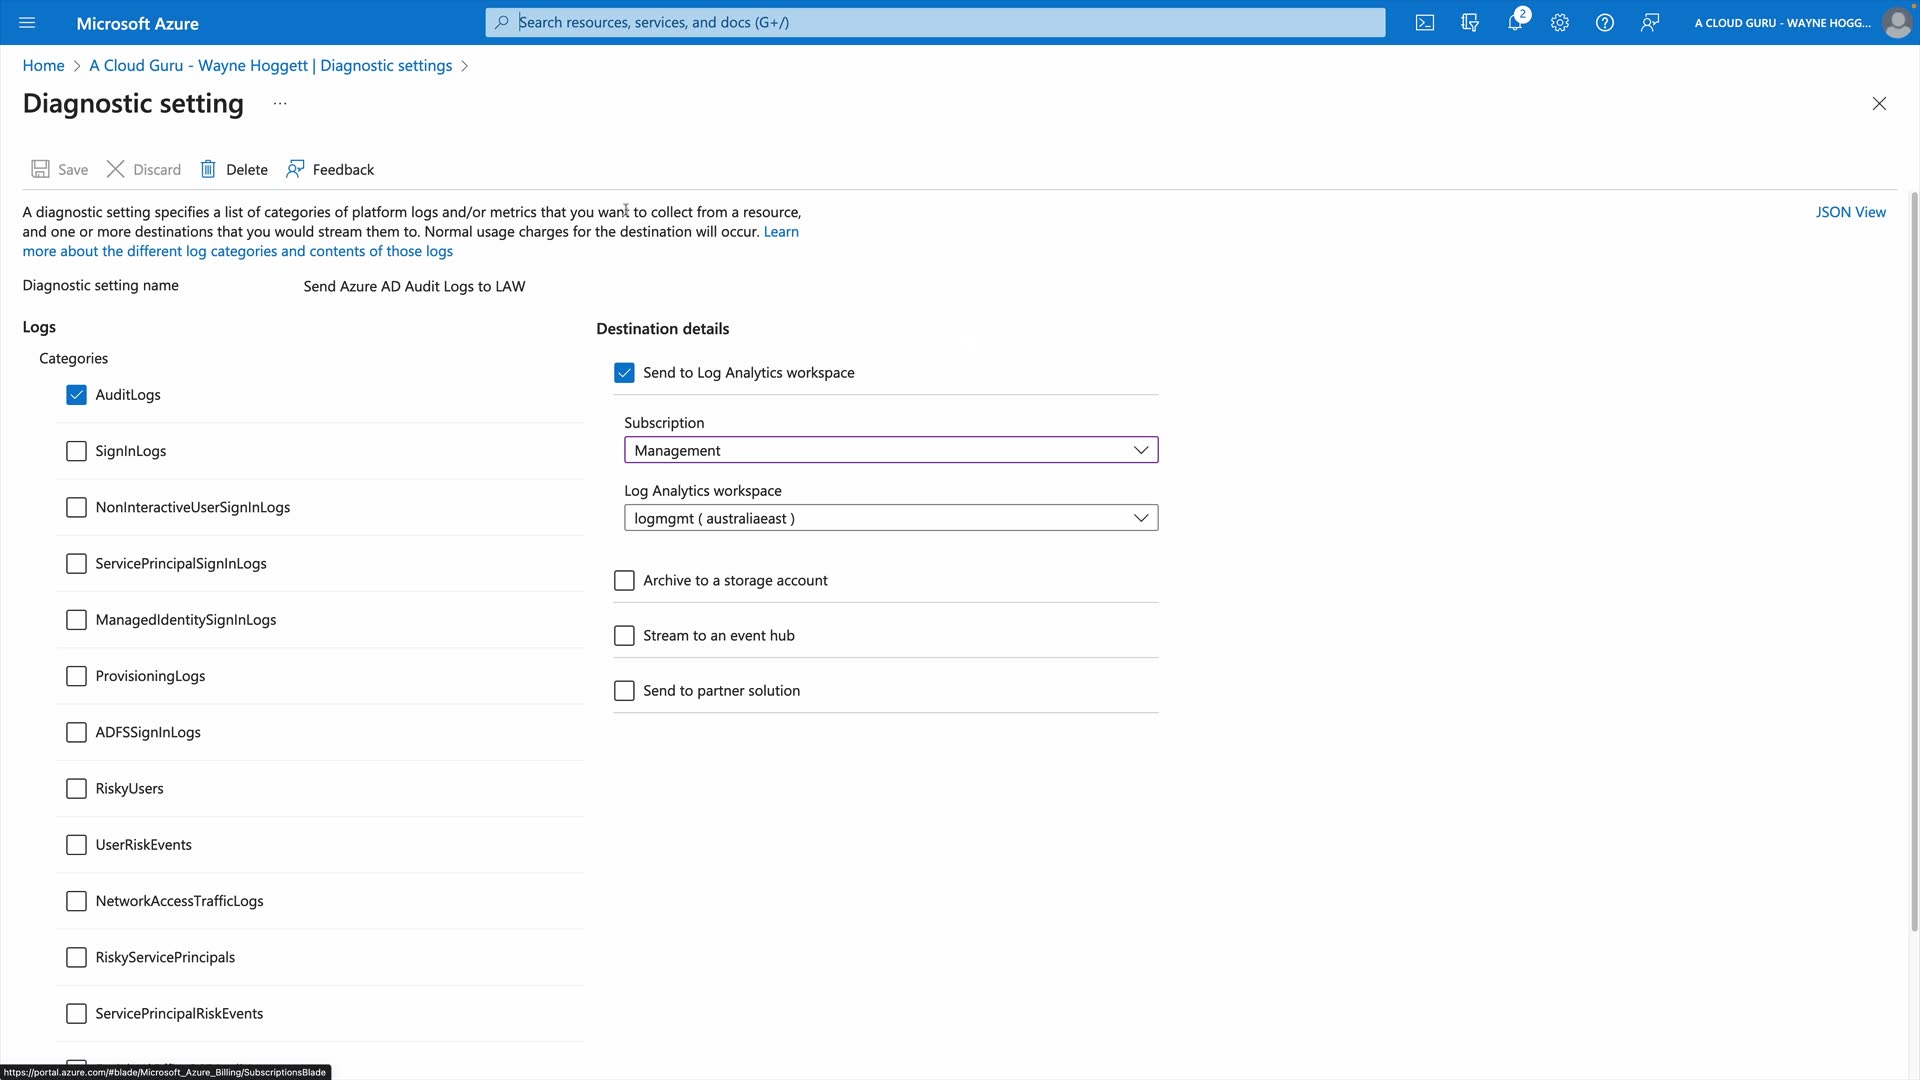 Microsoft Azure
Search resources, services, and docs (G+/)
2
A CLOUD GURU - WAYNE HOGG...
Home > A Cloud Guru - Wayne Hoggett | Diagnostic settings >
Diagnostic setting ...
Save Discard Delete Feedback
A diagnostic setting specifies a list of categories of platform logs and/or metrics that you want to collect from a resource,
and one or more destinations that you would stream them to. Normal usage charges for the destination will occur. Learn
more about the different log categories and contents of those logs
JSON View
Diagnostic setting name
Send Azure AD Audit Logs to LAW
Logs
Categories
AuditLogs
SignInLogs
NonInteractiveUserSignInLogs
ServicePrincipalSignInLogs
ManagedIdentitySignInLogs
ProvisioningLogs
ADFSSignInLogs
RiskyUsers
UserRiskEvents
NetworkAccessTrafficLogs
RiskyServicePrincipals
ServicePrincipalRiskEvents
Destination details
Send to Log Analytics workspace
Subscription
Management
Log Analytics workspace
logmgmt ( australiaeast )
Archive to a storage account
Stream to an event hub
Send to partner solution
https://portal.azure.com/#blade/Microsoft_Azure_Billing/SubscriptionsBlade